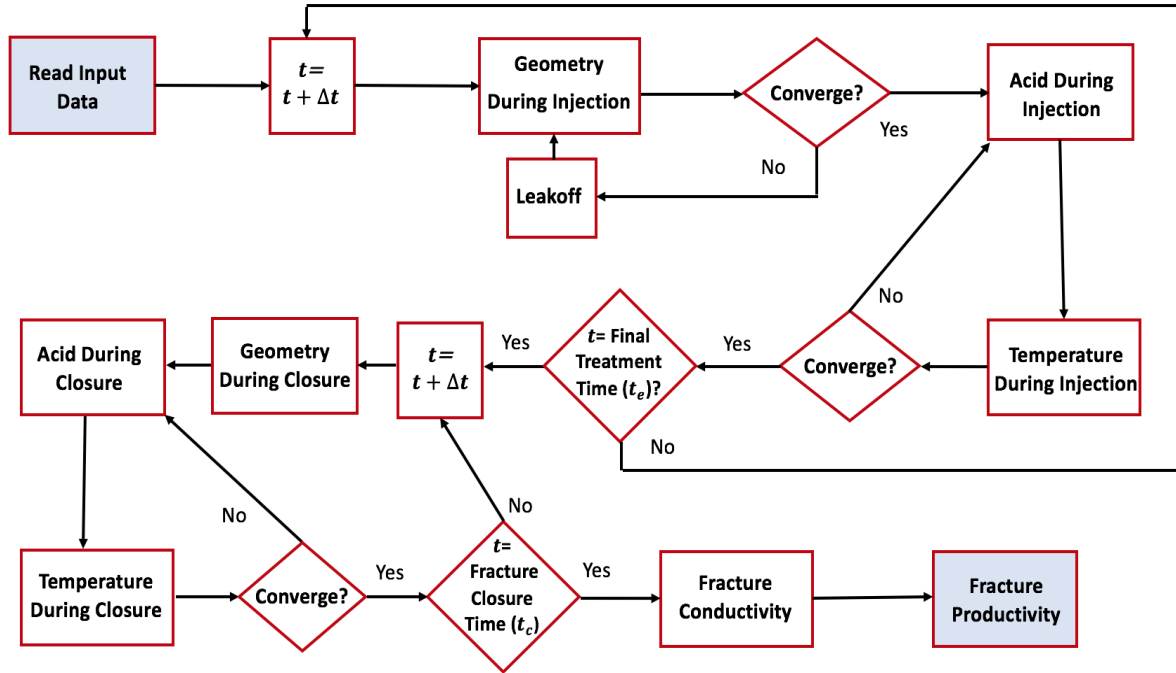 Read Input
Data
t=
t + Δt
Geometry
During Injection
Converge?
Yes
No
Leakoff
Acid During
Injection
Temperature
During Injection
Converge?
No
Yes
t= Final
Treatment
Time (tₑ)?
No
Yes
t=
t + Δt
Geometry
During Closure
Acid During
Closure
Temperature
During Closure
Converge?
No
Yes
t=
Fracture
Closure
Time (t_c)
No
Yes
Fracture
Conductivity
Fracture
Productivity